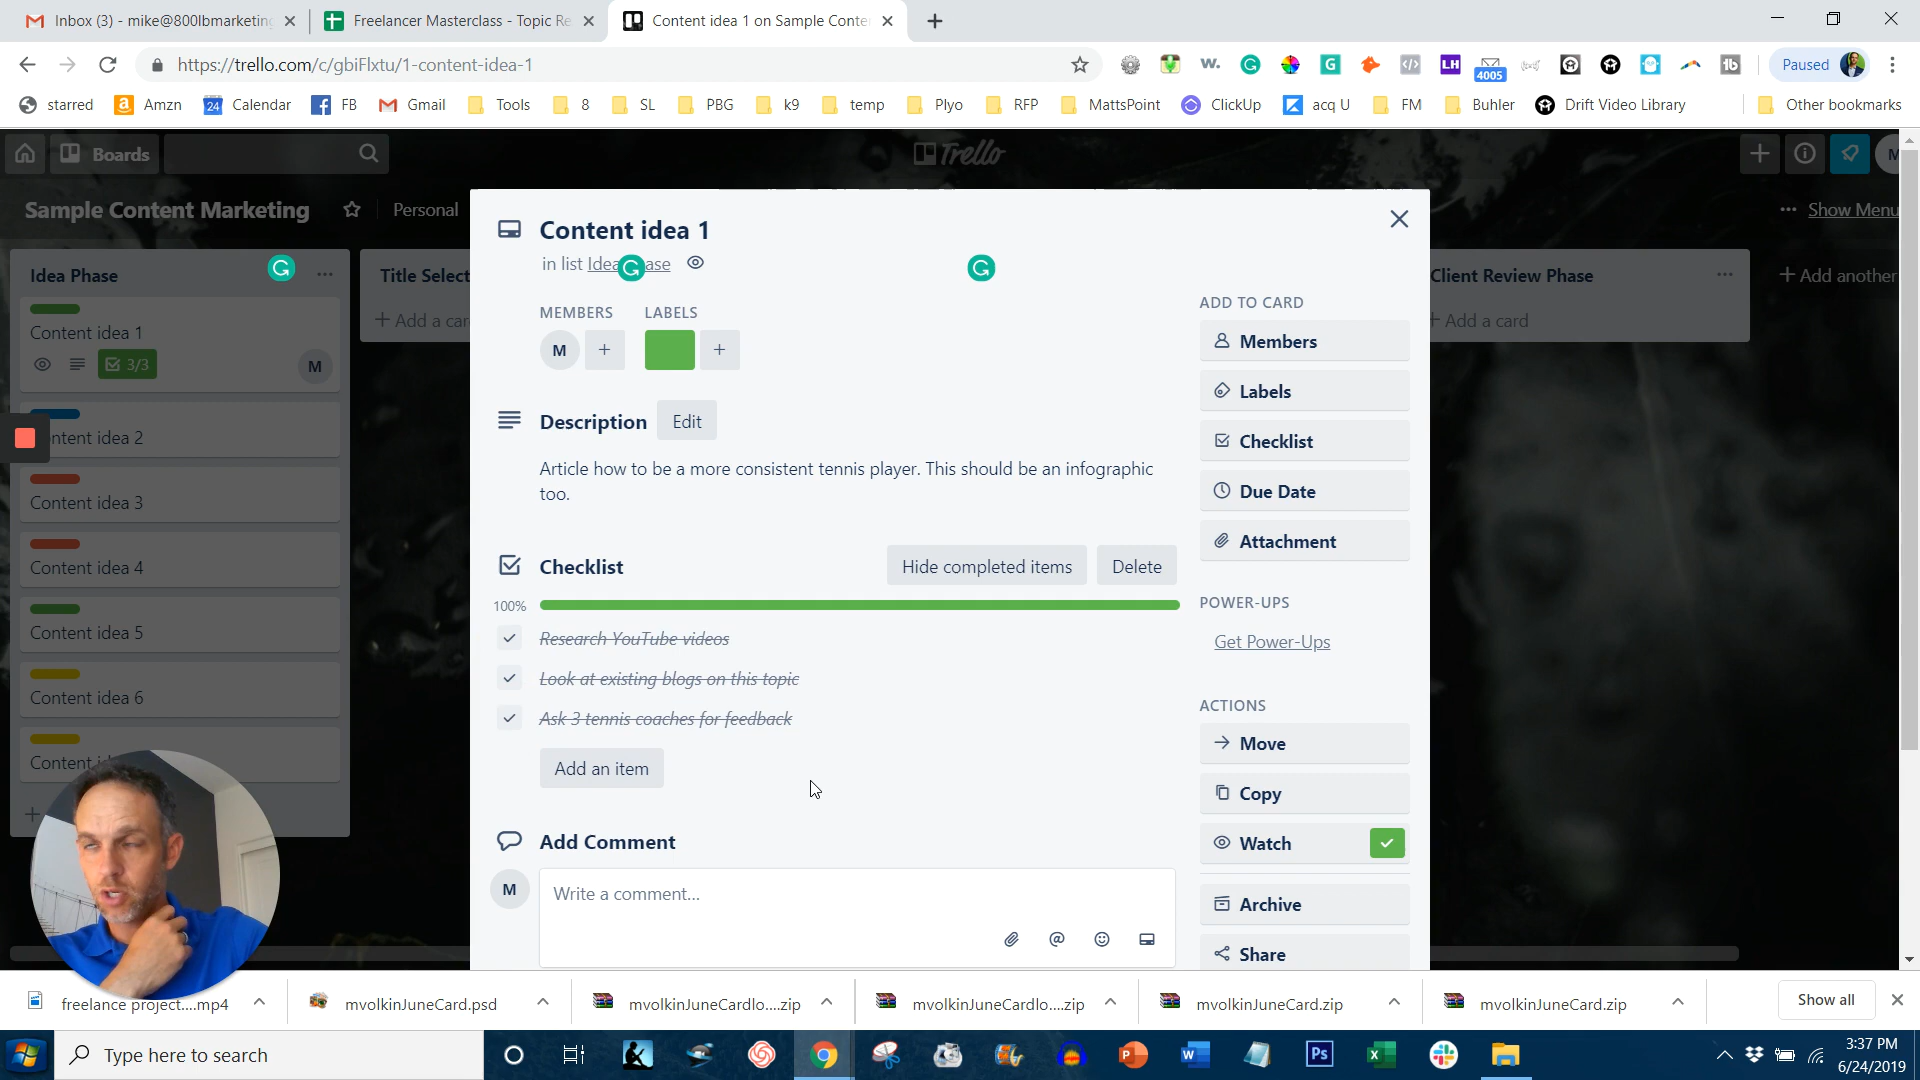 Inbox (3) - mike@800lbmarketing
Freelancer Masterclass - Topic Re
Content idea 1 on Sample Conte
https://trello.com/c/gbiFlxtu/1-content-idea-1
4005
Paused
starred
Amzn
Calendar
FB
Gmail
Tools
8
SL
PBG
k9
temp
Plyo
RFP
MattsPoint
ClickUp
acq U
FM
Buhler
Drift Video Library
Other bookmarks
Boards
Trello
Sample Content Marketing
Personal
Show Menu
Idea Phase
Content idea 1
3/3
M
ntent idea 2
Content idea 3
Content idea 4
Content idea 5
Content idea 6
Title Select
+ Add a car
Content idea 1
in list Idea ase
MEMBERS
LABELS
M
Description
Edit
Article how to be a more consistent tennis player. This should be an infographic
too.
Checklist
Hide completed items
Delete
100%
Research YouTube videos
Look at existing blogs on this topic
Ask 3 tennis coaches for feedback
Add an item
Add Comment
M
Write a comment...
ADD TO CARD
Members
Labels
Checklist
Due Date
Attachment
POWER-UPS
Get Power-Ups
ACTIONS
Move
Copy
Watch
Archive
Share
Client Review Phase
+ Add a card
+ Add another
freelance project....mp4
mvolkinJuneCard.psd
mvolkinJuneCardlo....zip
mvolkinJuneCardlo....zip
mvolkinJuneCard.zip
mvolkinJuneCard.zip
Show all
Type here to search
3:37 PM
6/24/2019